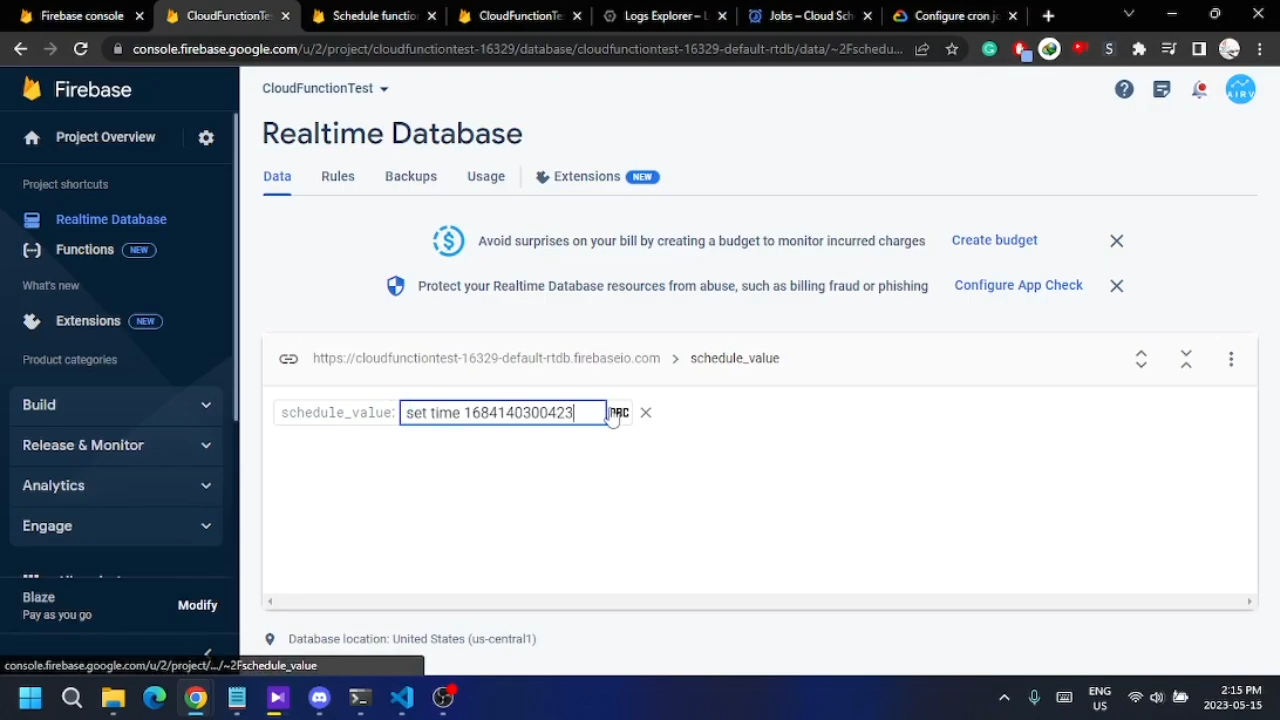 Firebase console
CloudFunctionTe
Schedule functio
CloudFunctionTe
Logs Explorer – L
Jobs – Cloud Sch
Configure cron jo
console.firebase.google.com/u/2/project/cloudfunctiontest-16329/database/cloudfunctiontest-16329-default-rtdb/data/~2Fschedu...
Firebase
CloudFunctionTest
Project Overview
Realtime Database
Data
Rules
Backups
Usage
Extensions NEW
Project shortcuts
Realtime Database
Functions NEW
What's new
Extensions NEW
Product categories
Build
Release & Monitor
Analytics
Engage
Blaze
Pay as you go
Modify
Avoid surprises on your bill by creating a budget to monitor incurred charges
Create budget
Protect your Realtime Database resources from abuse, such as billing fraud or phishing
Configure App Check
https://cloudfunctiontest-16329-default-rtdb.firebaseio.com > schedule_value
schedule_value: set time 1684140300423
Database location: United States (us-central1)
console.firebase.google.com/u/2/project/.../~2Fschedule_value
ENG
US
2:15 PM
2023-05-15